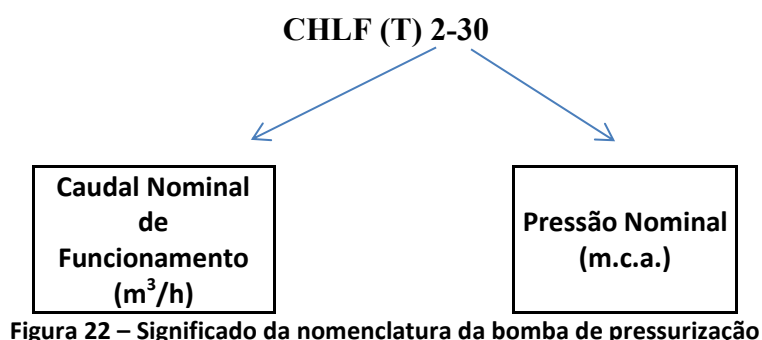 CHLF (T) 2-30
Caudal Nominal
de
Funcionamento
(m³/h)
Pressão Nominal
(m.c.a.)
Figura 22 – Significado da nomenclatura da bomba de pressurização